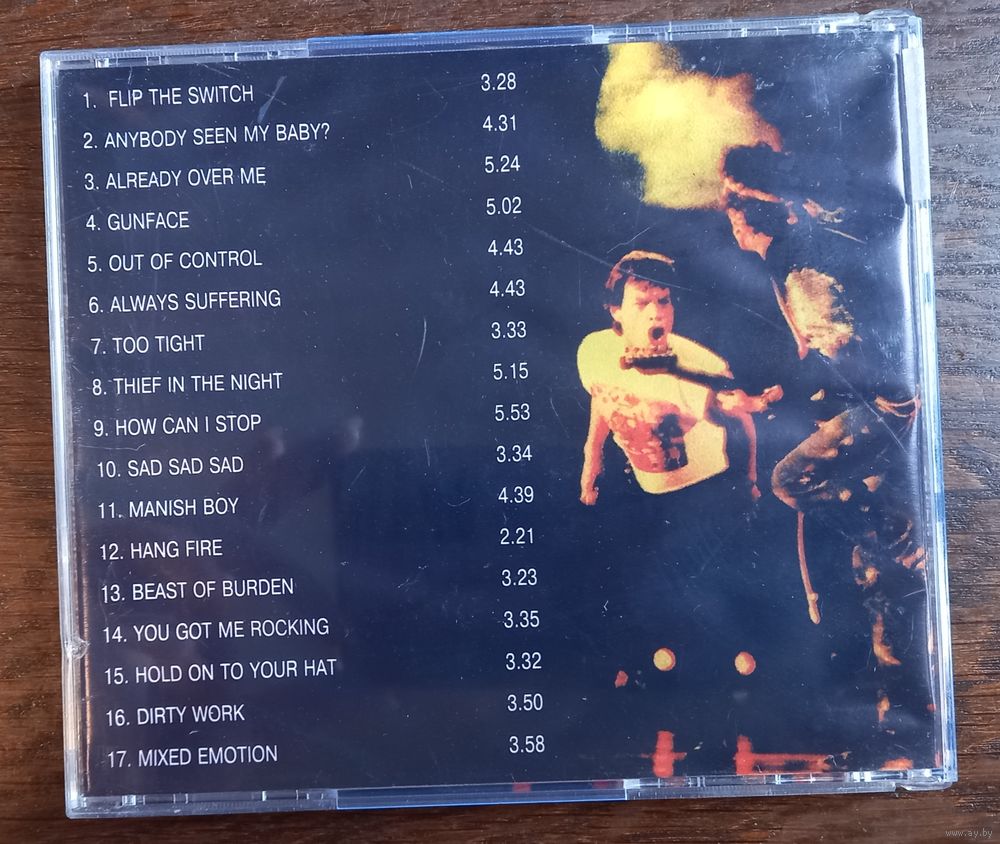 1. FLIP THE SWITCH 3.28
2. ANYBODY SEEN MY BABY? 4.31
3. ALREADY OVER ME 5.24
4. GUNFACE 5.02
5. OUT OF CONTROL 4.43
6. ALWAYS SUFFERING 4.43
7. TOO TIGHT 3.33
8. THIEF IN THE NIGHT 5.15
9. HOW CAN I STOP 5.53
10. SAD SAD SAD 3.34
11. MANISH BOY 4.39
12. HANG FIRE 2.21
13. BEAST OF BURDEN 3.23
14. YOU GOT ME ROCKING 3.35
15. HOLD ON TO YOUR HAT 3.32
16. DIRTY WORK 3.50
17. MIXED EMOTION 3.58
www.ay.by